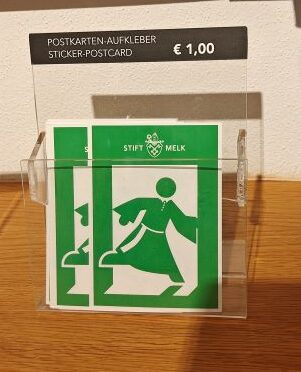 POSTKARTEN-AUFKLEBER
STICKER-POSTCARD € 1,00
STIFT MELK